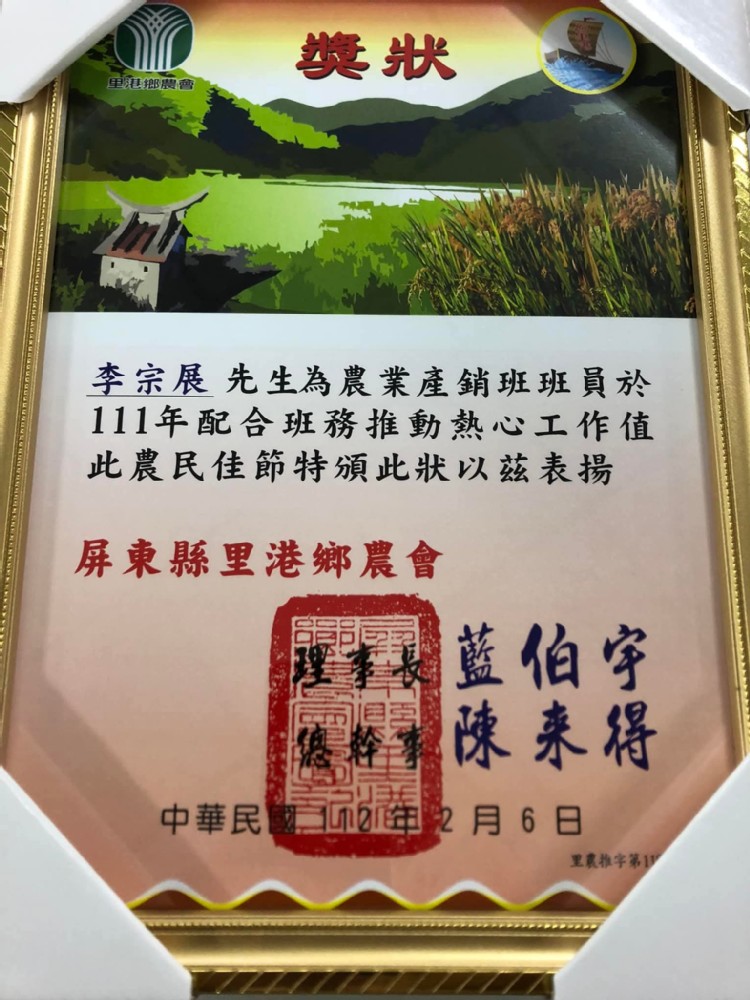 里港鄉農會
獎狀
李宗展 先生為農業產銷班班員於
111年配合班務推動熱心工作值
此農民佳節特頒此狀以茲表揚
屏東縣里港鄉農會
理事長 藍伯宇
總幹事 陳来得
中華民國 112年2月6日
里農推字第11